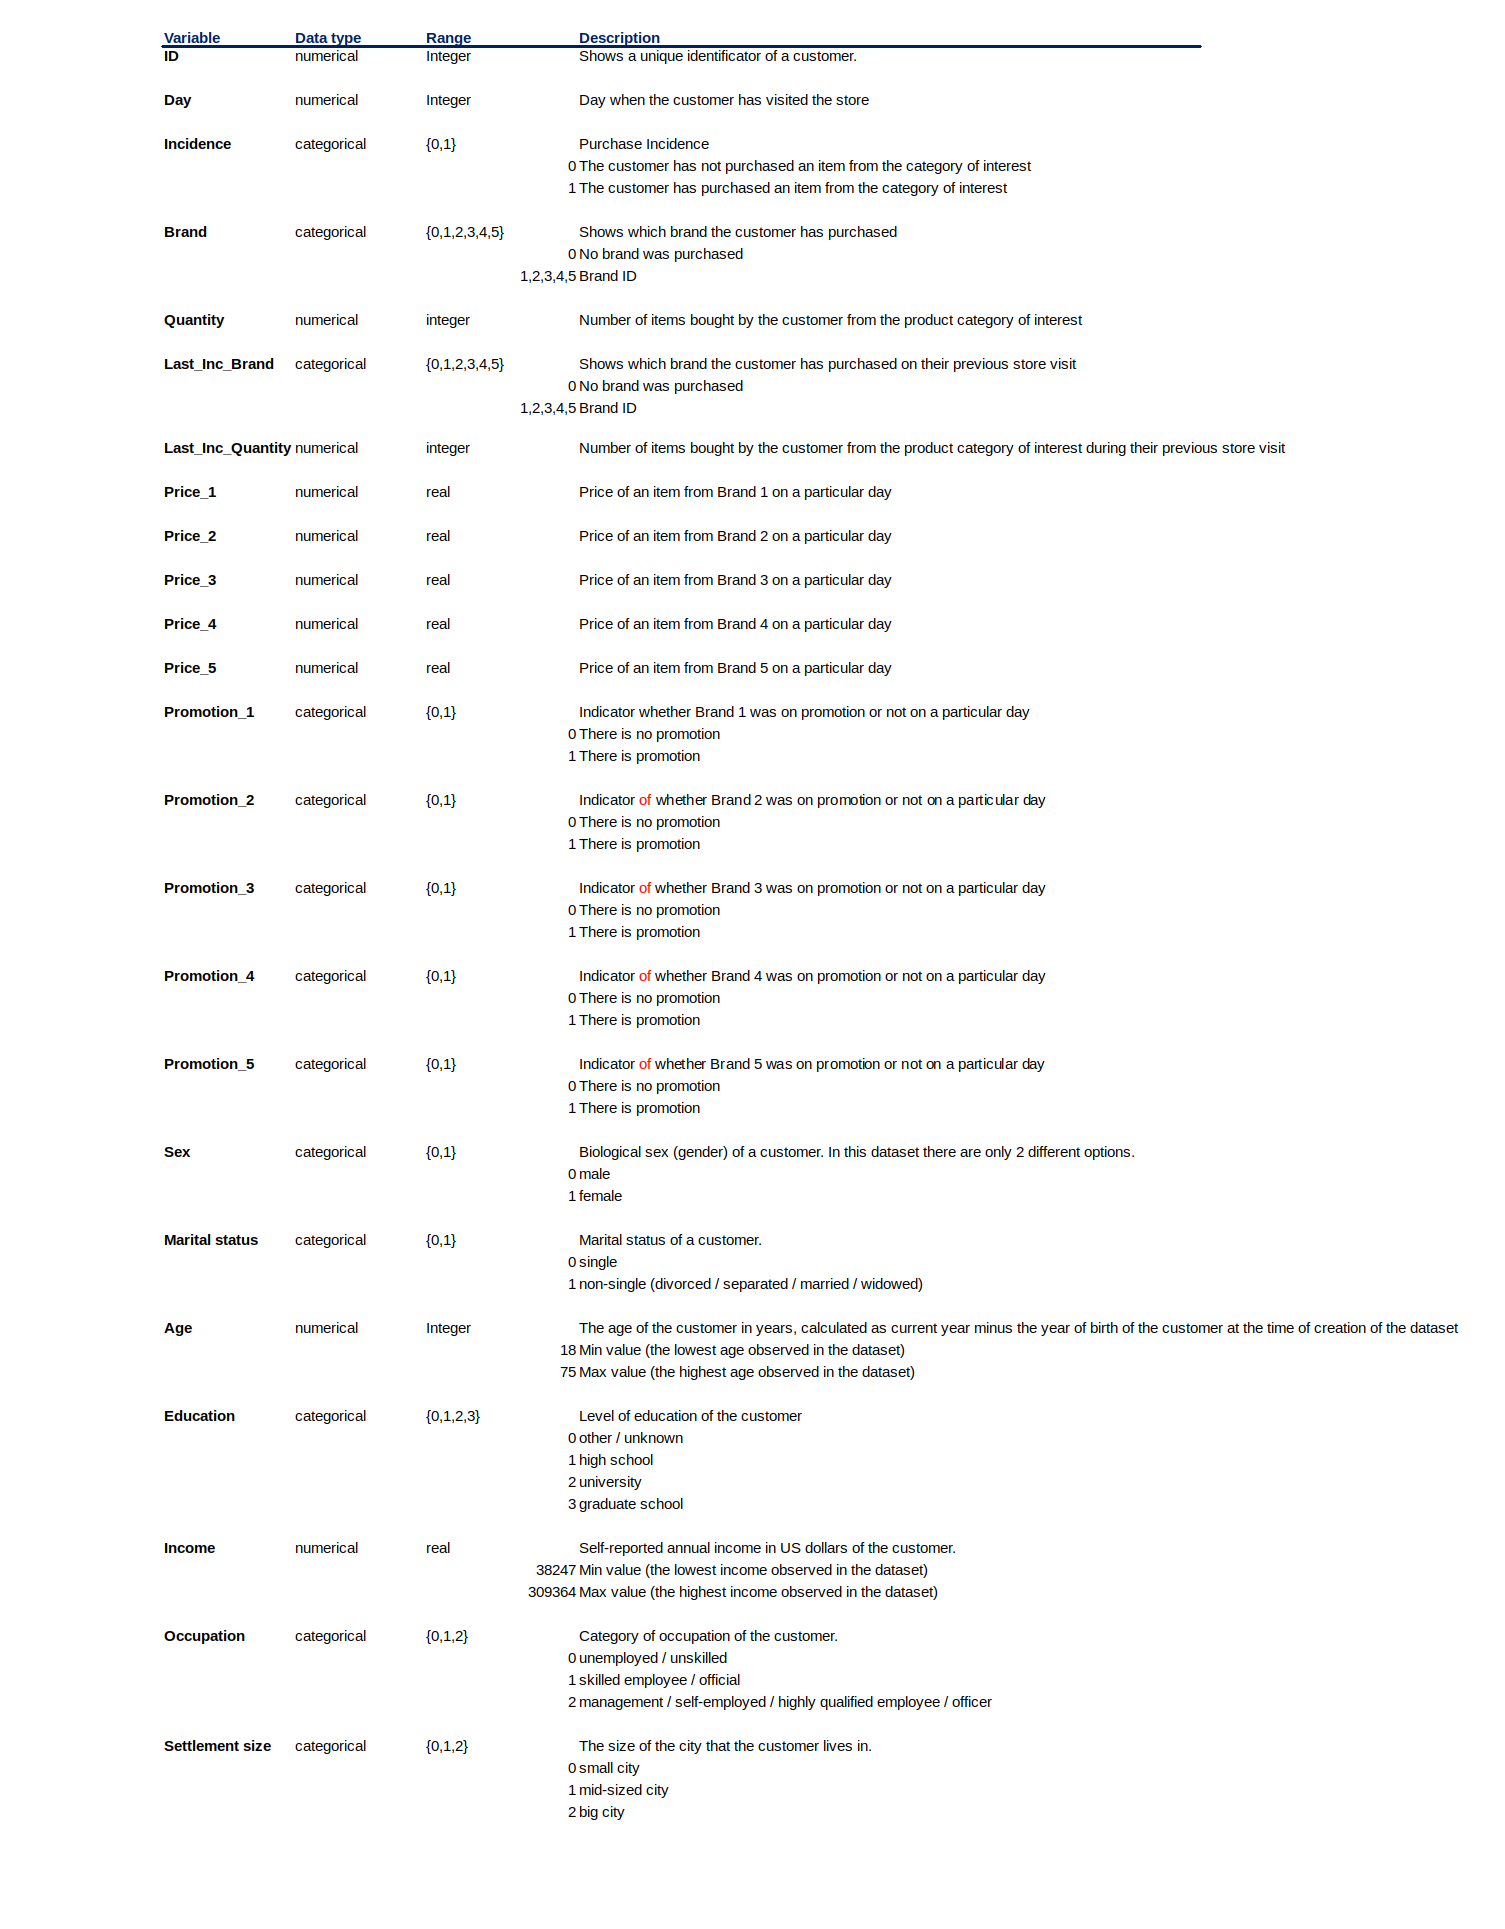 Variable Data type Range Description
ID numerical Integer Shows a unique identificator of a customer.
Day numerical Integer Day when the customer has visited the store
Incidence categorical {0,1} Purchase Incidence
0 The customer has not purchased an item from the category of interest
1 The customer has purchased an item from the category of interest
Brand categorical {0,1,2,3,4,5} Shows which brand the customer has purchased
0 No brand was purchased
1,2,3,4,5 Brand ID
Quantity numerical integer Number of items bought by the customer from the product category of interest
Last_Inc_Brand categorical {0,1,2,3,4,5} Shows which brand the customer has purchased on their previous store visit
0 No brand was purchased
1,2,3,4,5 Brand ID
Last_Inc_Quantity numerical integer Number of items bought by the customer from the product category of interest during their previous store visit
Price_1 numerical real Price of an item from Brand 1 on a particular day
Price_2 numerical real Price of an item from Brand 2 on a particular day
Price_3 numerical real Price of an item from Brand 3 on a particular day
Price_4 numerical real Price of an item from Brand 4 on a particular day
Price_5 numerical real Price of an item from Brand 5 on a particular day
Promotion_1 categorical {0,1} Indicator whether Brand 1 was on promotion or not on a particular day
0 There is no promotion
1 There is promotion
Promotion_2 categorical {0,1} Indicator of whether Brand 2 was on promotion or not on a particular day
0 There is no promotion
1 There is promotion
Promotion_3 categorical {0,1} Indicator of whether Brand 3 was on promotion or not on a particular day
0 There is no promotion
1 There is promotion
Promotion_4 categorical {0,1} Indicator of whether Brand 4 was on promotion or not on a particular day
0 There is no promotion
1 There is promotion
Promotion_5 categorical {0,1} Indicator of whether Brand 5 was on promotion or not on a particular day
0 There is no promotion
1 There is promotion
Sex categorical {0,1} Biological sex (gender) of a customer. In this dataset there are only 2 different options.
0 male
1 female
Marital status categorical {0,1} Marital status of a customer.
0 single
1 non-single (divorced / separated / married / widowed)
Age numerical Integer The age of the customer in years, calculated as current year minus the year of birth of the customer at the time of creation of the dataset
18 Min value (the lowest age observed in the dataset)
75 Max value (the highest age observed in the dataset)
Education categorical {0,1,2,3} Level of education of the customer
0 other / unknown
1 high school
2 university
3 graduate school
Income numerical real Self-reported annual income in US dollars of the customer.
38247 Min value (the lowest income observed in the dataset)
309364 Max value (the highest income observed in the dataset)
Occupation categorical {0,1,2} Category of occupation of the customer.
0 unemployed / unskilled
1 skilled employee / official
2 management / self-employed / highly qualified employee / officer
Settlement size categorical {0,1,2} The size of the city that the customer lives in.
0 small city
1 mid-sized city
2 big city